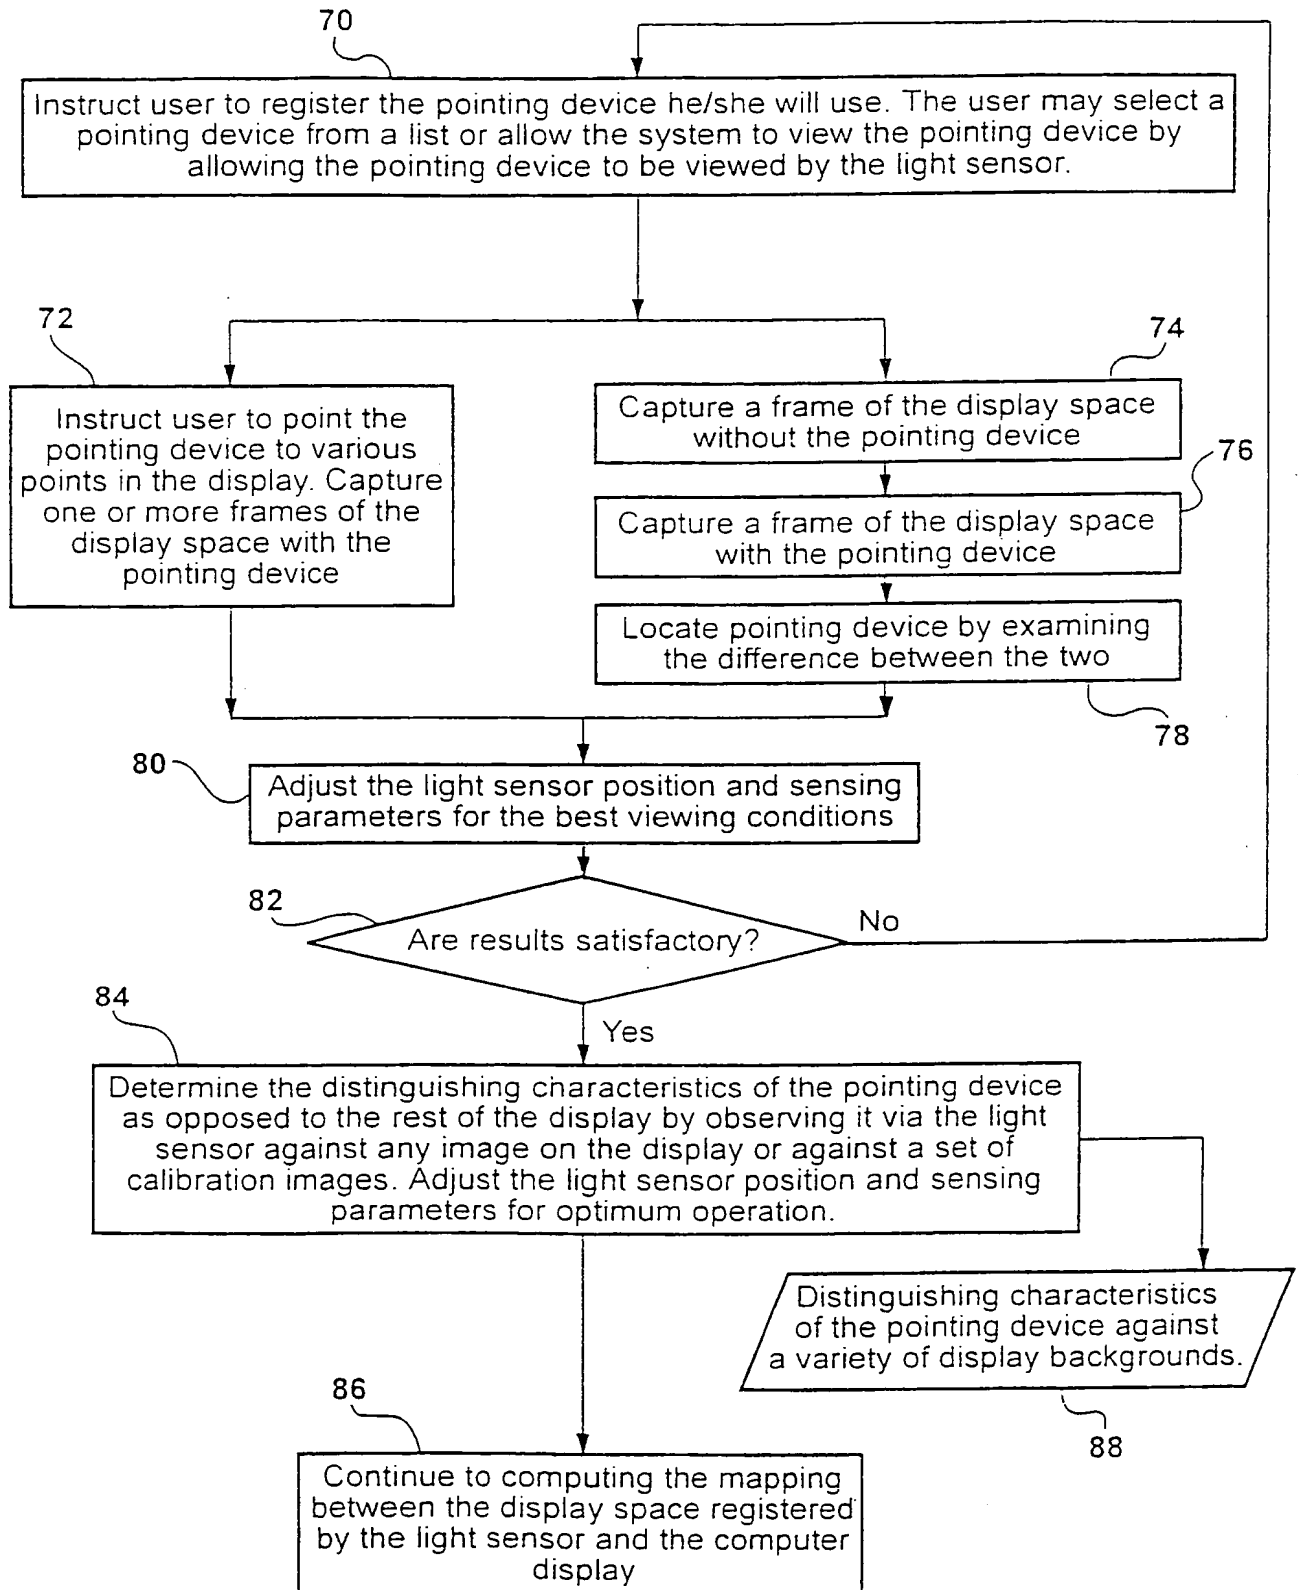 70
Instruct user to register the pointing device he/she will use. The user may select a
pointing device from a list or allow the system to view the pointing device by
allowing the pointing device to be viewed by the light sensor.
72
Instruct user to point the
pointing device to various
points in the display. Capture
one or more frames of the
display space with the
pointing device
74
Capture a frame of the display space
without the pointing device
76
Capture a frame of the display space
with the pointing device
Locate pointing device by examining
the difference between the two
78
80
Adjust the light sensor position and sensing
parameters for the best viewing conditions
82
Are results satisfactory?
No
Yes
84
Determine the distinguishing characteristics of the pointing device
as opposed to the rest of the display by observing it via the light
sensor against any image on the display or against a set of
calibration images. Adjust the light sensor position and sensing
parameters for optimum operation.
Distinguishing characteristics
of the pointing device against
a variety of display backgrounds.
88
86
Continue to computing the mapping
between the display space registered
by the light sensor and the computer
display